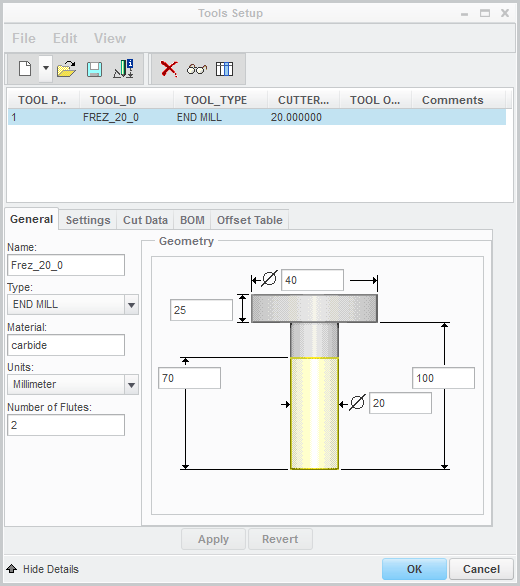 Tools Setup
File Edit View
TOOL P... TOOL_ID TOOL_TYPE CUTTER... TOOL O... Comments
1 FREZ_20_0 END MILL 20.000000
General Settings Cut Data BOM Offset Table
Name:
Frez_20_0
Type:
END MILL
Material:
carbide
Units:
Millimeter
Number of Flutes:
2
Geometry
Ø 40
25
70
100
Ø 20
Apply Revert
Hide Details
OK Cancel